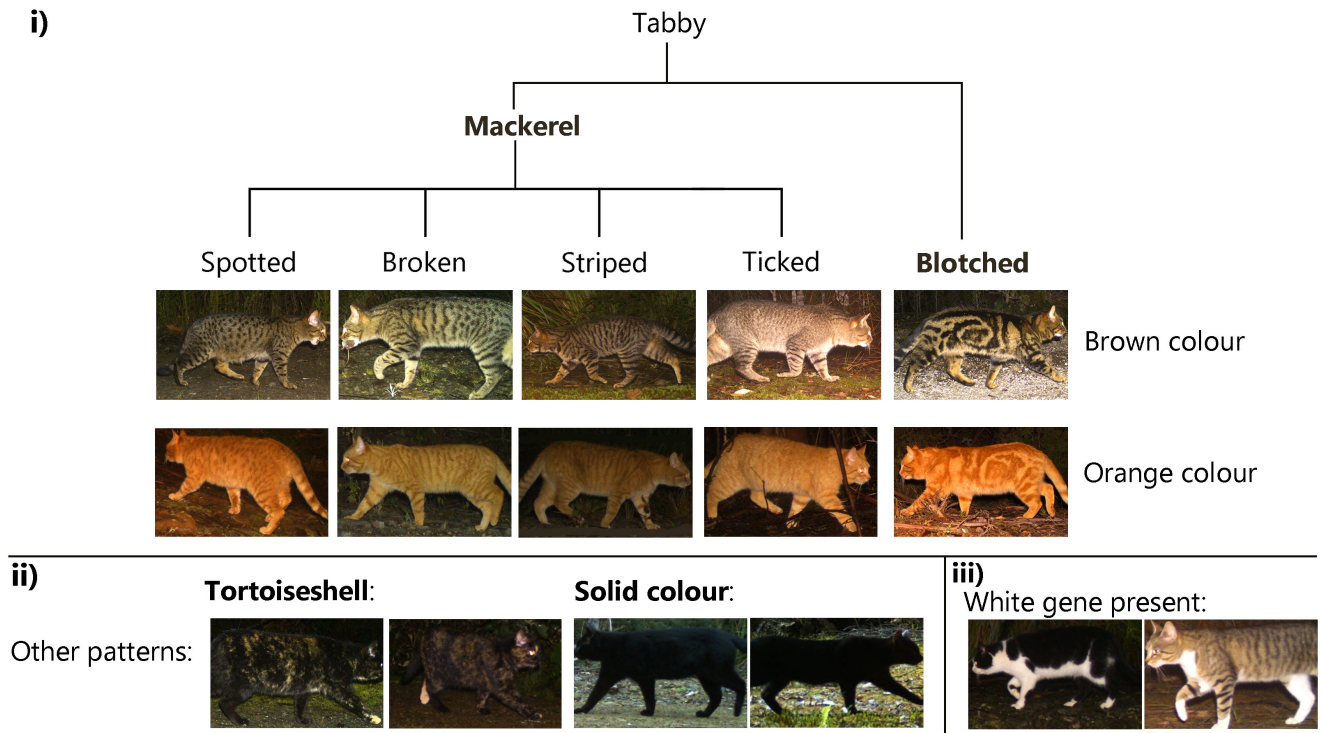 i)
Tabby
Mackerel
Spotted Broken Striped Ticked Blotched
Brown colour
Orange colour
ii)
Tortoiseshell: Solid colour:
Other patterns:
iii)
White gene present: